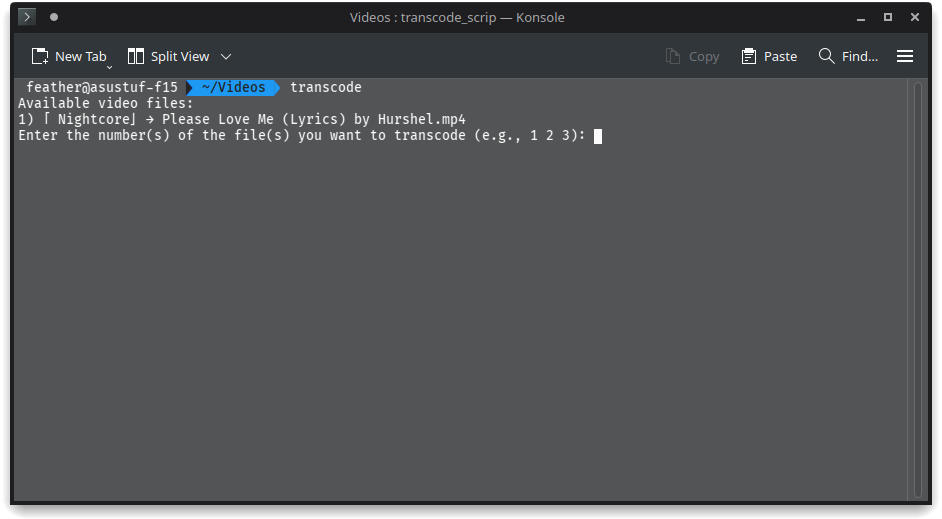 Videos : transcode_scrip — Konsole
New Tab
Split View
Copy
Paste
Find...
feather@asustuf-f15 ~/Videos transcode
Available video files:
1) ⌈ Nightcore⌋ → Please Love Me (Lyrics) by Hurshel.mp4
Enter the number(s) of the file(s) you want to transcode (e.g., 1 2 3):